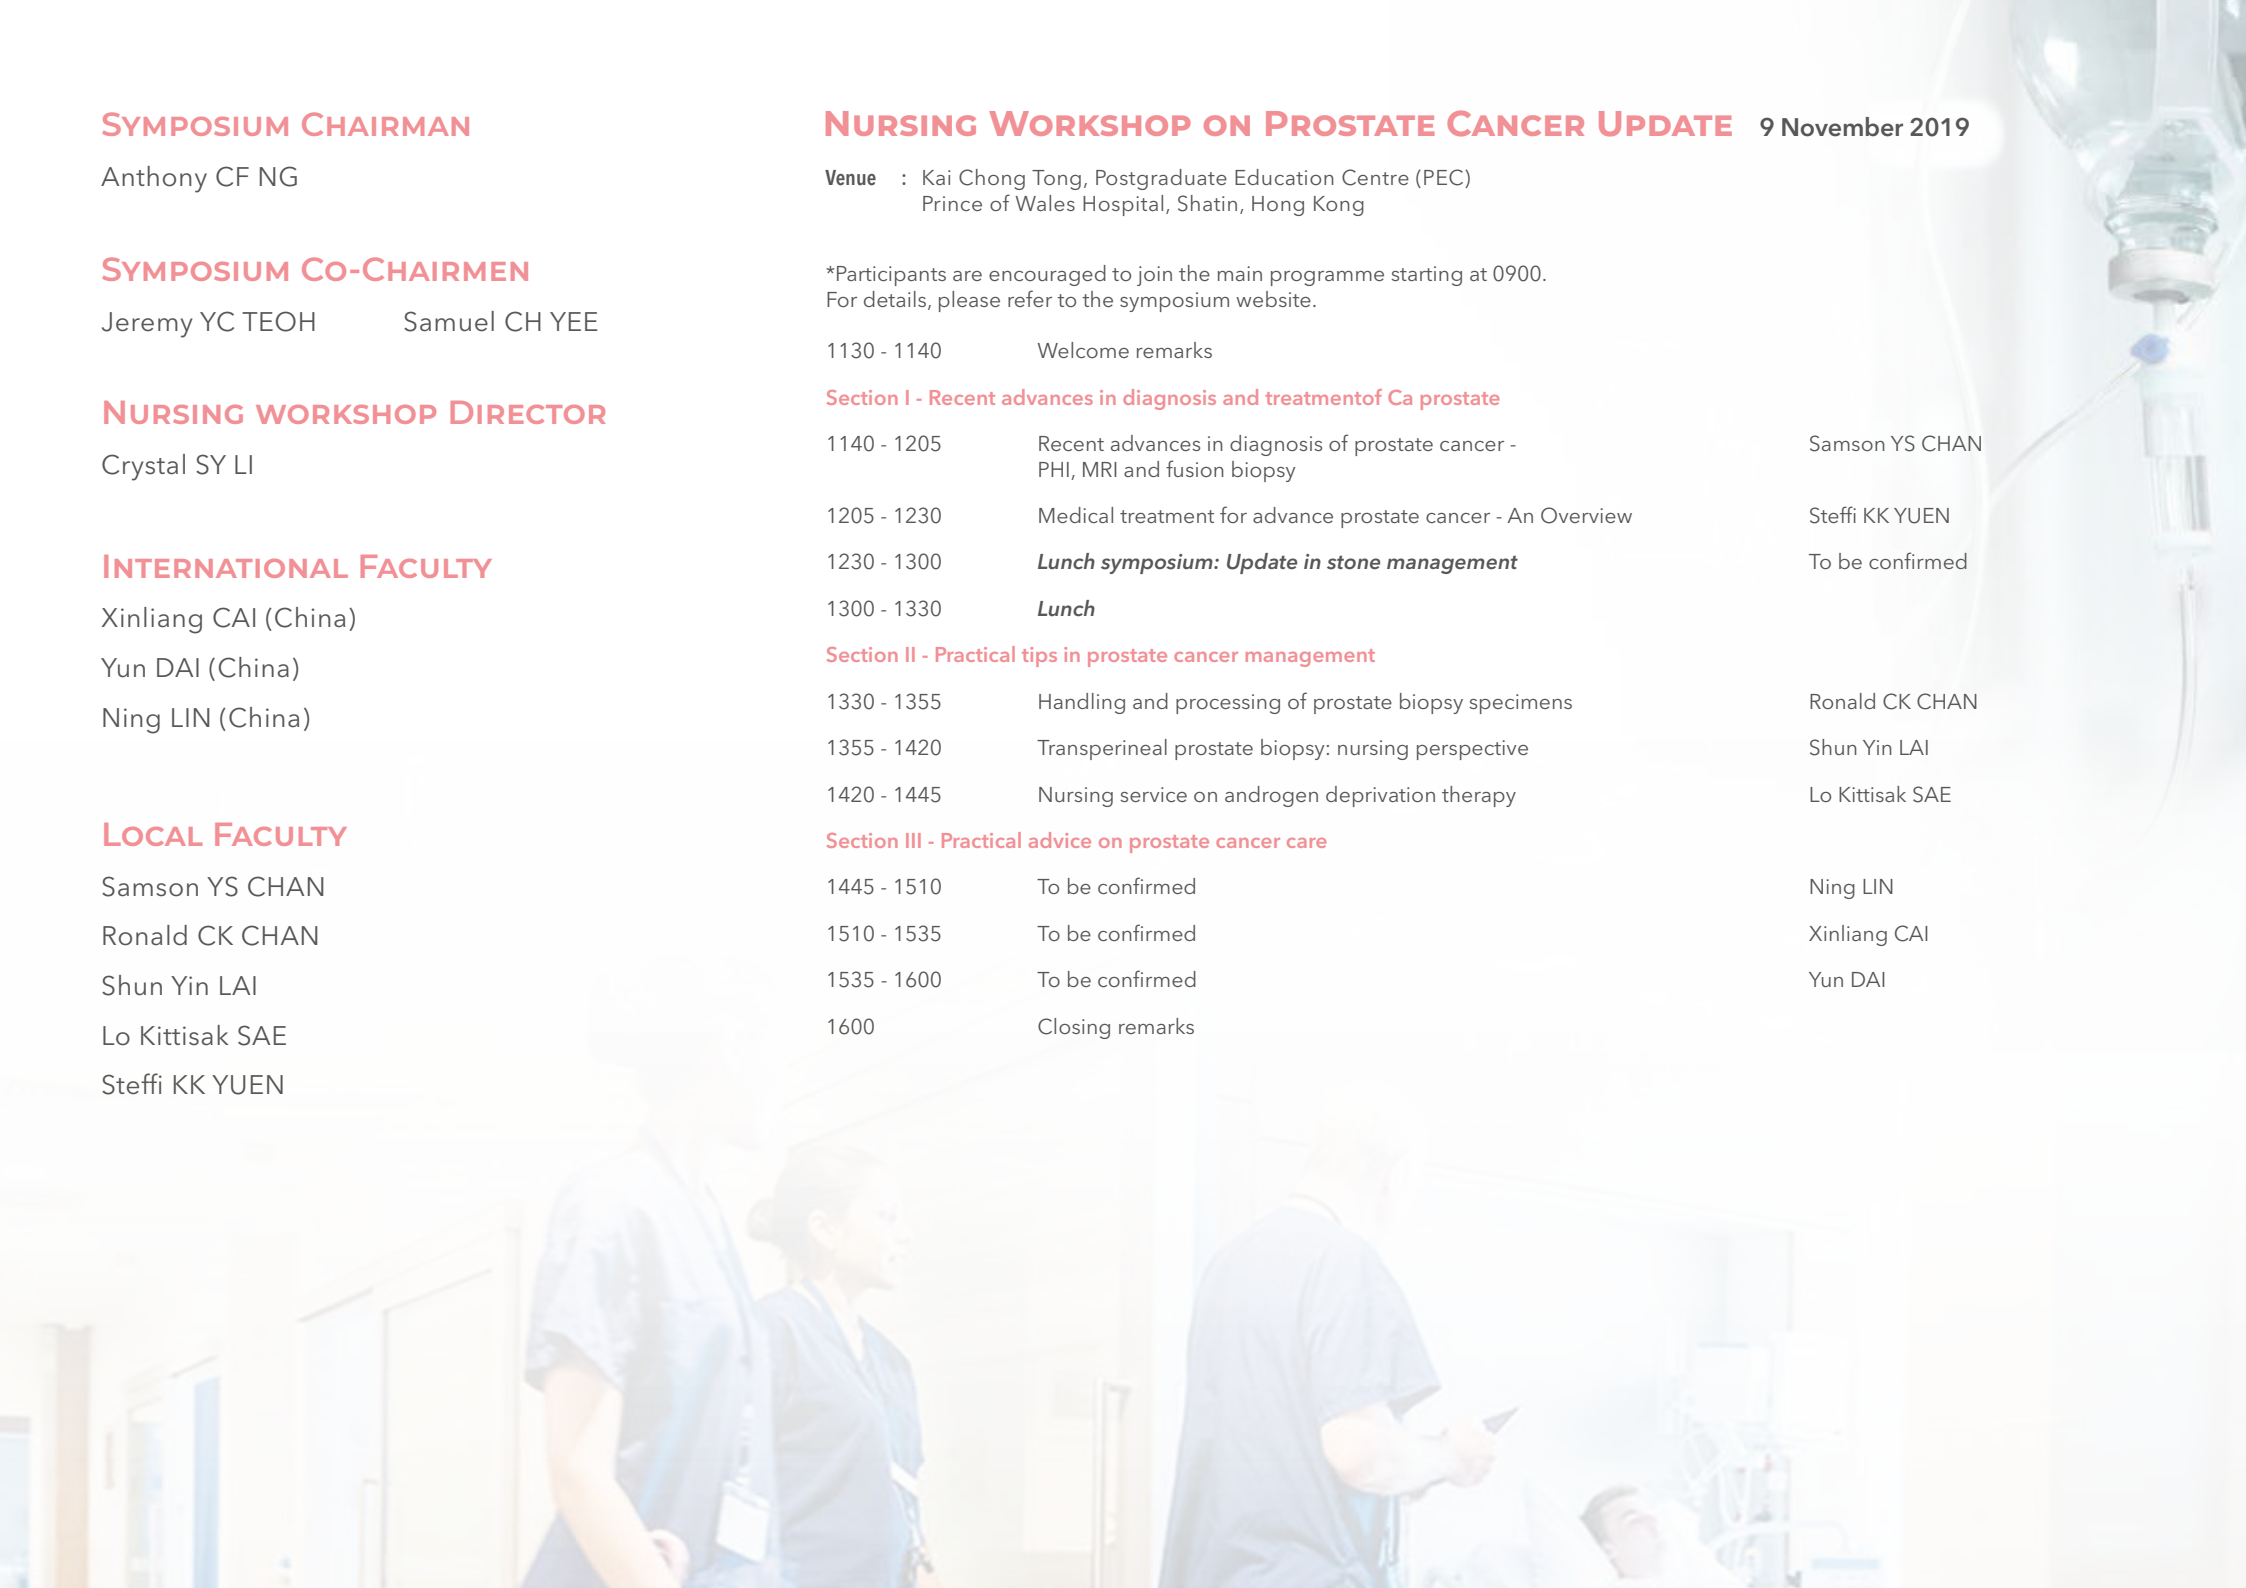 SYMPOSIUM CHAIRMAN
Anthony CF NG
SYMPOSIUM CO-CHAIRMEN
Jeremy YC TEOH Samuel CH YEE
NURSING WORKSHOP DIRECTOR
Crystal SY LI
INTERNATIONAL FACULTY
Xinliang CAI (China)
Yun DAI (China)
Ning LIN (China)
LOCAL FACULTY
Samson YS CHAN
Ronald CK CHAN
Shun Yin LAI
Lo Kittisak SAE
Steffi KK YUEN
NURSING WORKSHOP ON PROSTATE CANCER UPDATE 9 November 2019
Venue : Kai Chong Tong, Postgraduate Education Centre (PEC)
Prince of Wales Hospital, Shatin, Hong Kong
*Participants are encouraged to join the main programme starting at 0900.
For details, please refer to the symposium website.
1130 - 1140 Welcome remarks
Section I - Recent advances in diagnosis and treatmentof Ca prostate
1140 - 1205 Recent advances in diagnosis of prostate cancer - Samson YS CHAN
PHI, MRI and fusion biopsy
1205 - 1230 Medical treatment for advance prostate cancer - An Overview Steffi KK YUEN
1230 - 1300 Lunch symposium: Update in stone management To be confirmed
1300 - 1330 Lunch
Section II - Practical tips in prostate cancer management
1330 - 1355 Handling and processing of prostate biopsy specimens Ronald CK CHAN
1355 - 1420 Transperineal prostate biopsy: nursing perspective Shun Yin LAI
1420 - 1445 Nursing service on androgen deprivation therapy Lo Kittisak SAE
Section III - Practical advice on prostate cancer care
1445 - 1510 To be confirmed Ning LIN
1510 - 1535 To be confirmed Xinliang CAI
1535 - 1600 To be confirmed Yun DAI
1600 Closing remarks